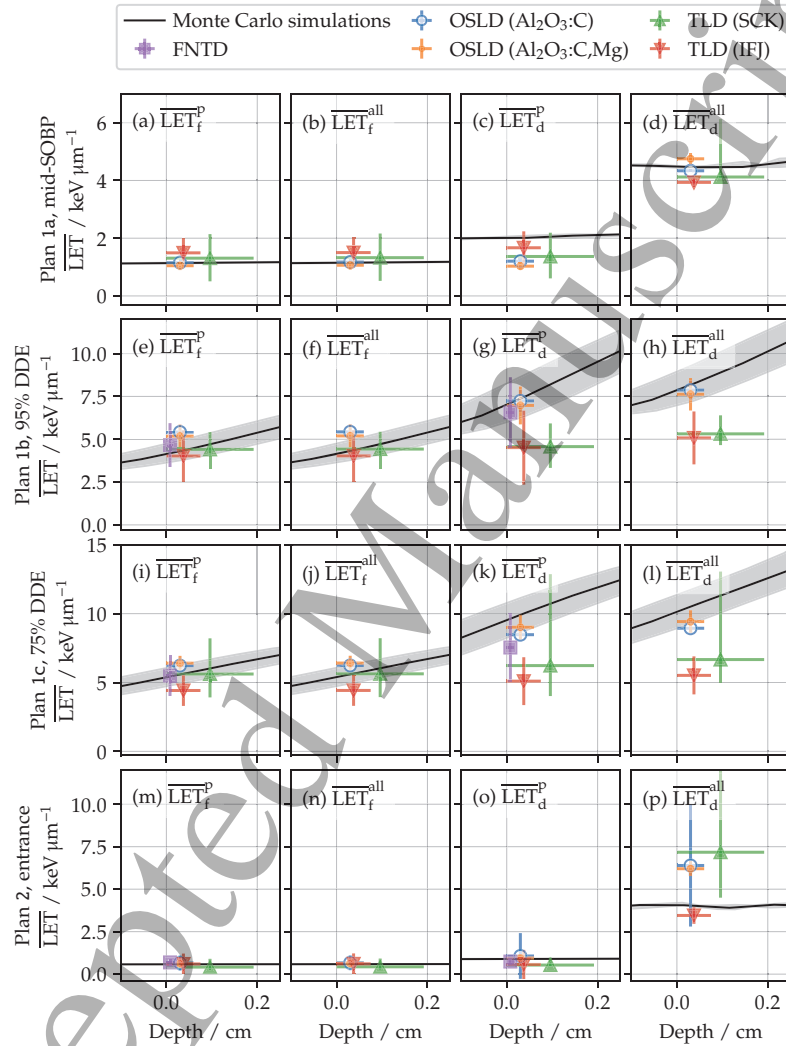 Monte Carlo simulations OSLD (Al2O3:C) TLD (SCK)
FNTD OSLD (Al2O3:C,Mg) TLD (IFJ)
Plan 1a, mid-SOBP
LET / keV μm−1
6
4
2
0
(a) LETfp
(b) LETfall
(c) LETdp
(d) LETdall
Plan 1b, 95% DDE
LET / keV μm−1
10.0
7.5
5.0
2.5
0.0
(e) LETfp
(f) LETfall
(g) LETdp
(h) LETdall
Plan 1c, 75% DDE
LET / keV μm−1
15
10
5
0
(i) LETfp
(j) LETfall
(k) LETdp
(l) LETdall
Plan 2, entrance
LET / keV μm−1
10.0
7.5
5.0
2.5
0.0
(m) LETfp
(n) LETfall
(o) LETdp
(p) LETdall
0.0 0.2 0.0 0.2 0.0 0.2 0.0 0.2
Depth / cm Depth / cm Depth / cm Depth / cm
epted Manuscri